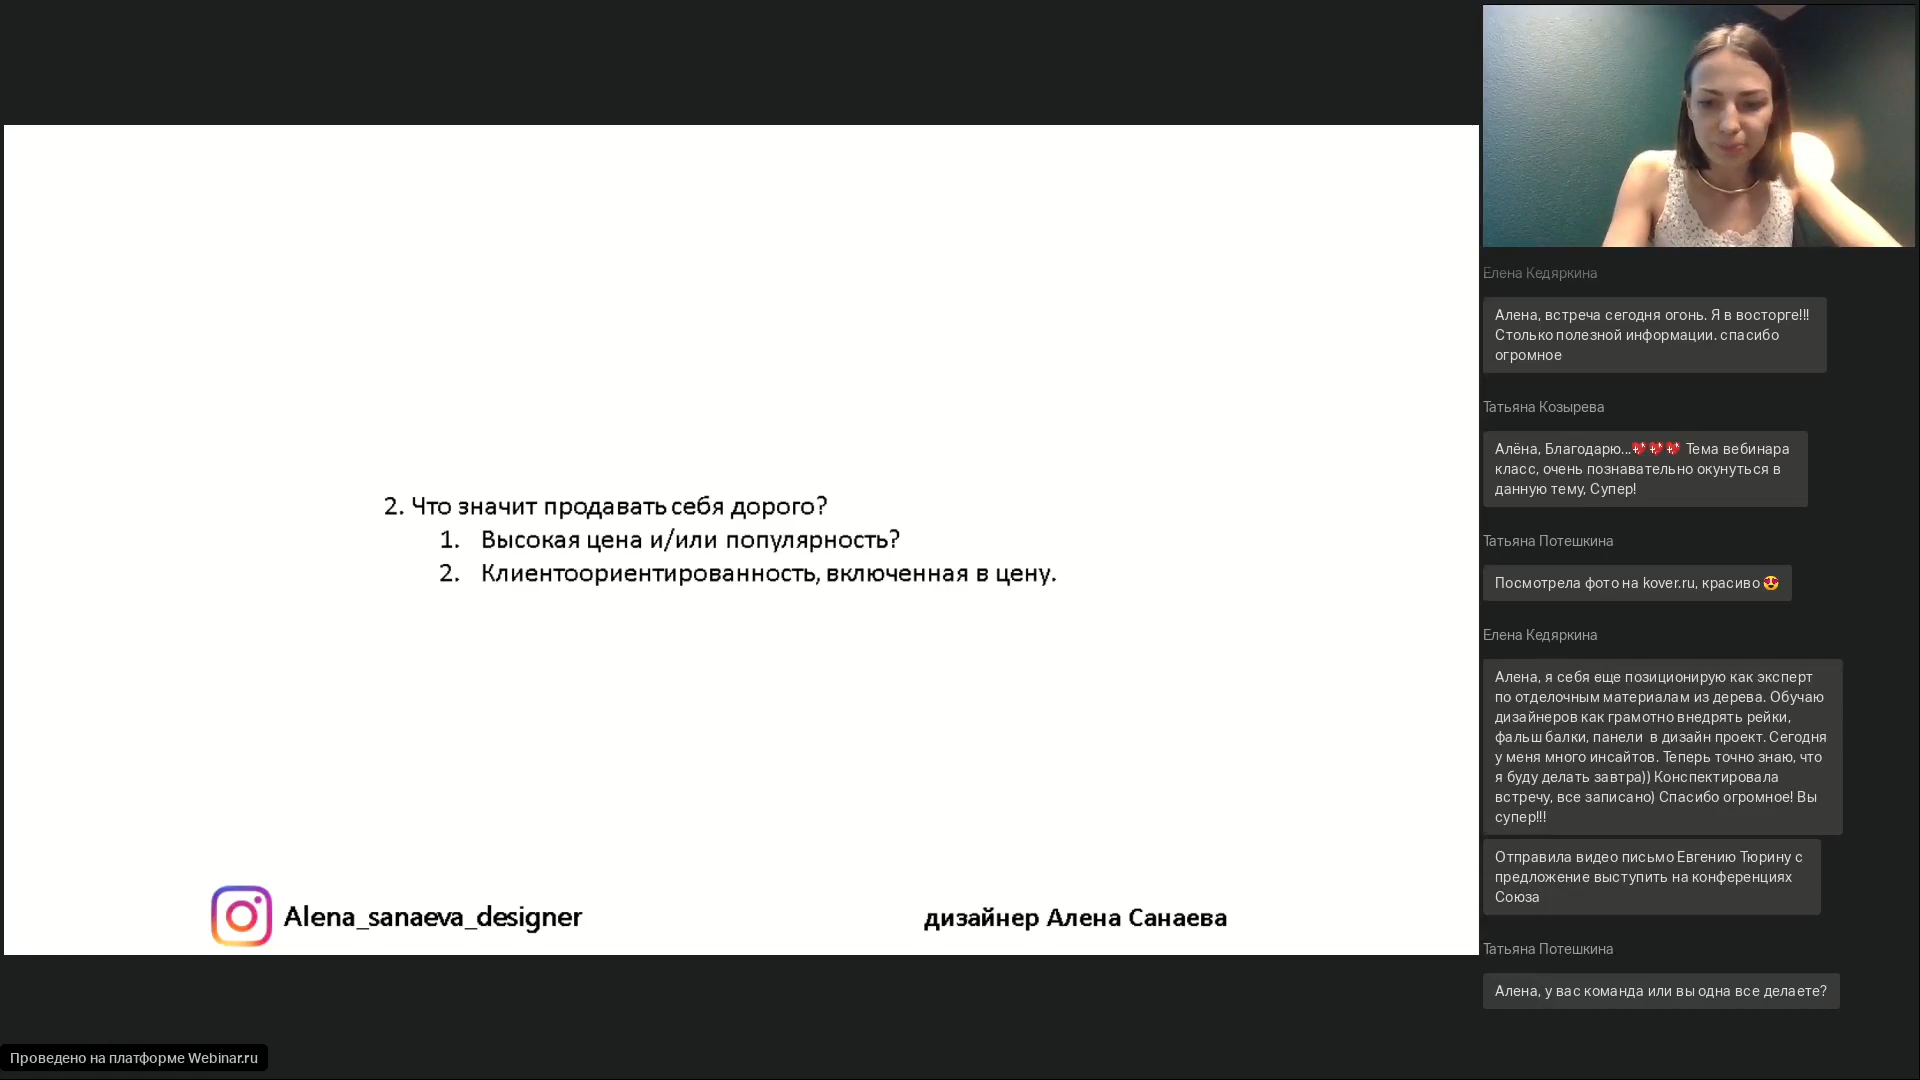 2. Что значит продавать себя дорого?
1. Высокая цена и/или популярность?
2. Клиентоориентированность, включенная в цену.
Alena_sanaeva_designer
дизайнер Алена Санаева
Елена Кедяркина
Алена, встреча сегодня огонь. Я в восторге!!!
Столько полезной информации. спасибо
огромное
Татьяна Козырева
Алёна, Благодарю...💖💖💖 Тема вебинара
класс, очень познавательно окунуться в
данную тему, Супер!
Татьяна Потешкина
Посмотрела фото на kover.ru, красиво 😍
Елена Кедяркина
Алена, я себя еще позиционирую как эксперт
по отделочным материалам из дерева. Обучаю
дизайнеров как грамотно внедрять рейки,
фальш балки, панели в дизайн проект. Сегодня
у меня много инсайтов. Теперь точно знаю, что
я буду делать завтра)) Конспектировала
встречу, все записано) Спасибо огромное! Вы
супер!!!
Отправила видео письмо Евгению Тюрину с
предложение выступить на конференциях
Союза
Татьяна Потешкина
Алена, у вас команда или вы одна все делаете?
Проведено на платформе Webinar.ru